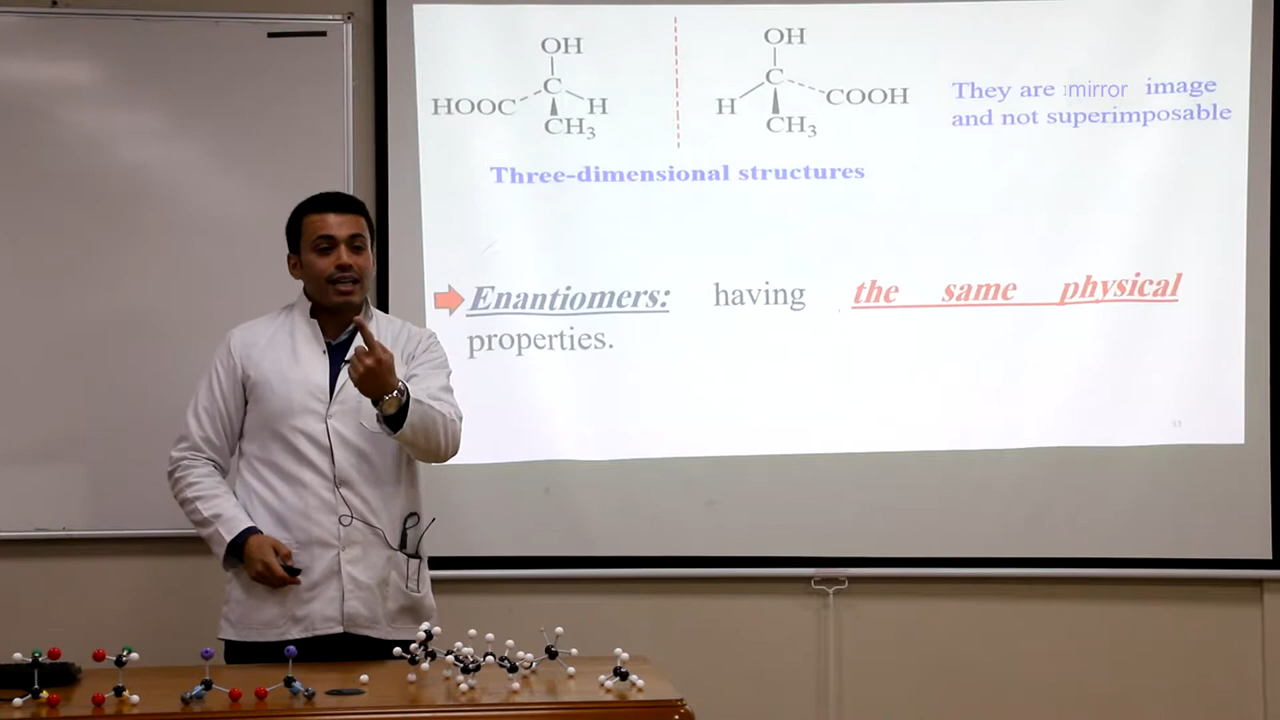 OH OH
C C
HOOC H H COOH
CH3 CH3
They are mirror image
and not superimposable
Three-dimensional structures
Enantiomers: having the same physical
properties.